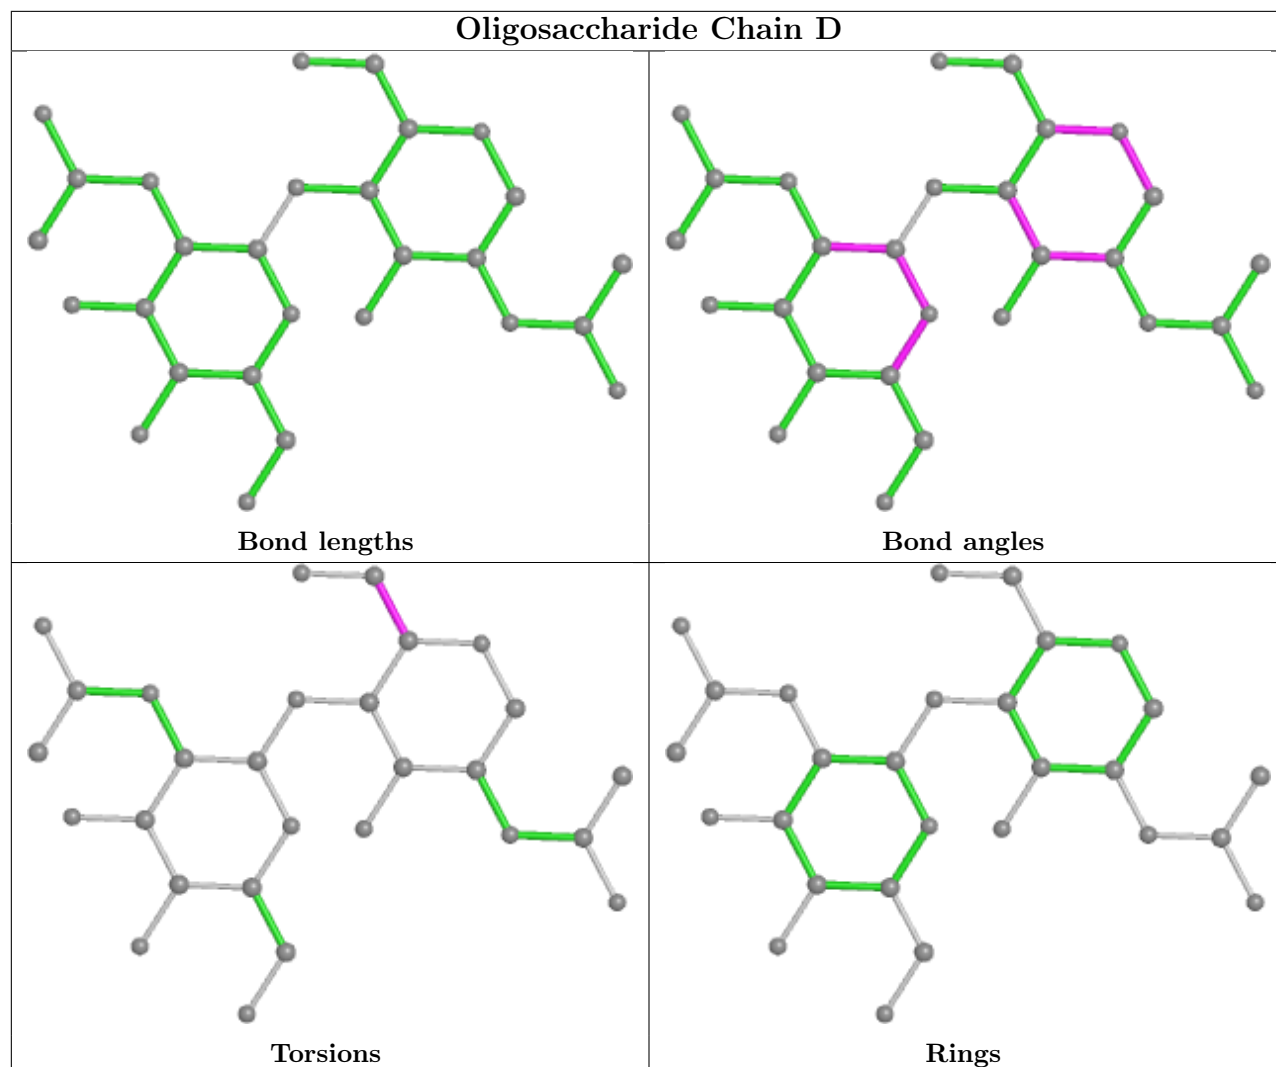 Oligosaccharide Chain D
Bond lengths
Bond angles
Torsions
Rings